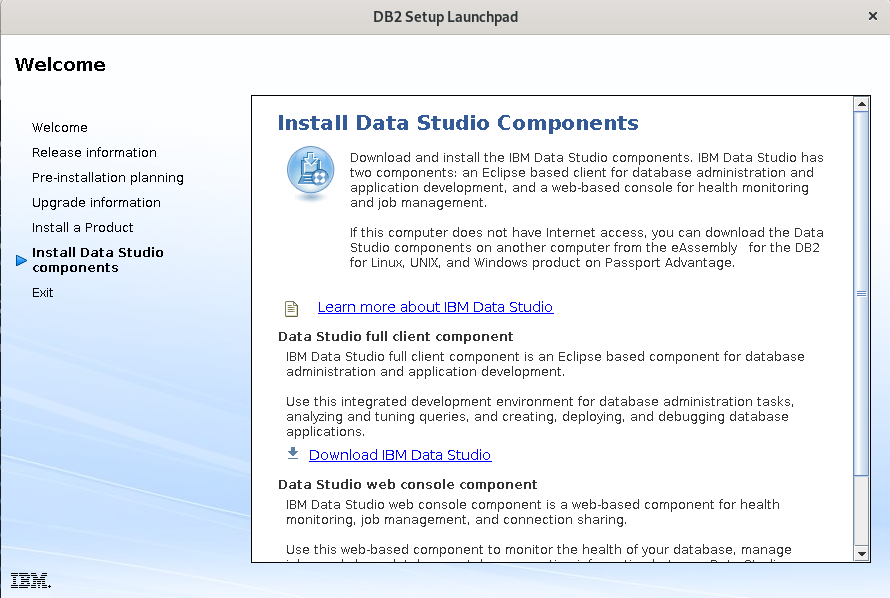 DB2 Setup Launchpad
Welcome
Welcome
Release information
Pre-installation planning
Upgrade information
Install a Product
Install Data Studio
components
Exit
Install Data Studio Components
Download and install the IBM Data Studio components. IBM Data Studio has
two components: an Eclipse based client for database administration and
application development, and a web-based console for health monitoring
and job management.
If this computer does not have Internet access, you can download the Data
Studio components on another computer from the eAssembly for the DB2
for Linux, UNIX, and Windows product on Passport Advantage.
Learn more about IBM Data Studio
Data Studio full client component
IBM Data Studio full client component is an Eclipse based component for database
administration and application development.
Use this integrated development environment for database administration tasks,
analyzing and tuning queries, and creating, deploying, and debugging database
applications.
Download IBM Data Studio
Data Studio web console component
IBM Data Studio web console component is a web-based component for health
monitoring, job management, and connection sharing.
Use this web-based component to monitor the health of your database, manage
IBM.